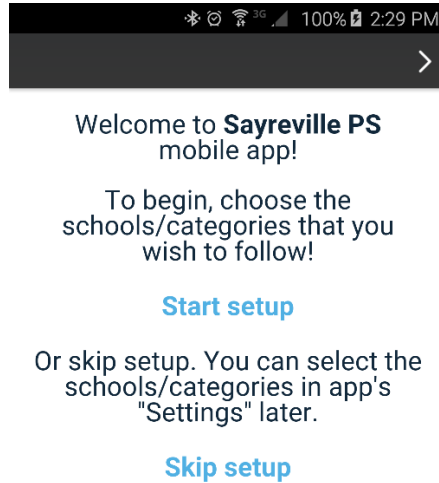 3G 100% 2:29 PM
Welcome to Sayreville PS
mobile app!
To begin, choose the
schools/categories that you
wish to follow!
Start setup
Or skip setup. You can select the
schools/categories in app's
"Settings" later.
Skip setup